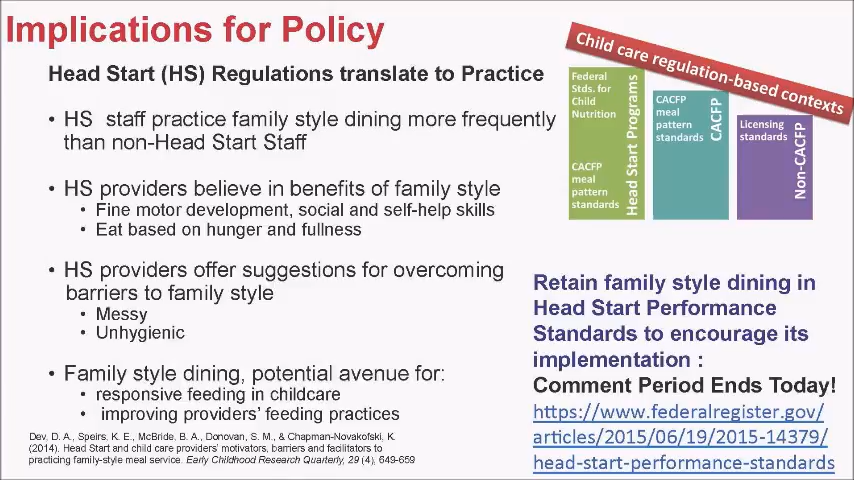 Implications for Policy
Head Start (HS) Regulations translate to Practice
• HS staff practice family style dining more frequently
than non-Head Start Staff
• HS providers believe in benefits of family style
• Fine motor development, social and self-help skills
• Eat based on hunger and fullness
• HS providers offer suggestions for overcoming
barriers to family style
• Messy
• Unhygienic
• Family style dining, potential avenue for:
• responsive feeding in childcare
• improving providers' feeding practices
Dev, D. A., Speirs, K. E., McBride, B. A., Donovan, S. M., & Chapman-Novakofski, K.
(2014). Head Start and child care providers' motivators, barriers and facilitators to
practicing family-style meal service. Early Childhood Research Quarterly, 29 (4), 649-659
Child care regulation-based contexts
Federal
Stds. for
Child
Nutrition
CACFP
meal
pattern
standards
Head Start Programs
CACFP
meal
pattern
standards
CACFP
Licensing
standards
Non-CACFP
Retain family style dining in
Head Start Performance
Standards to encourage its
implementation :
Comment Period Ends Today!
https://www.federalregister.gov/
articles/2015/06/19/2015-14379/
head-start-performance-standards